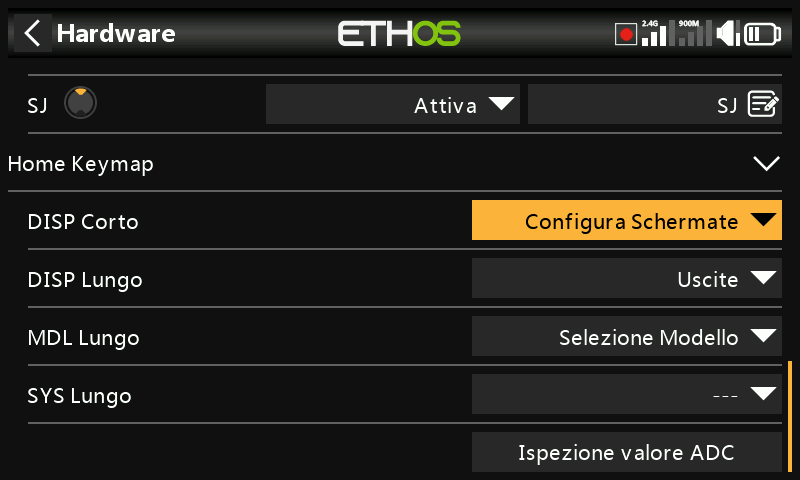 Hardware
ETHOS
2.4G
900M
SJ
Attiva
SJ
Home Keymap
DISP Corto
Configura Schermate
DISP Lungo
Uscite
MDL Lungo
Selezione Modello
SYS Lungo
---
Ispezione valore ADC